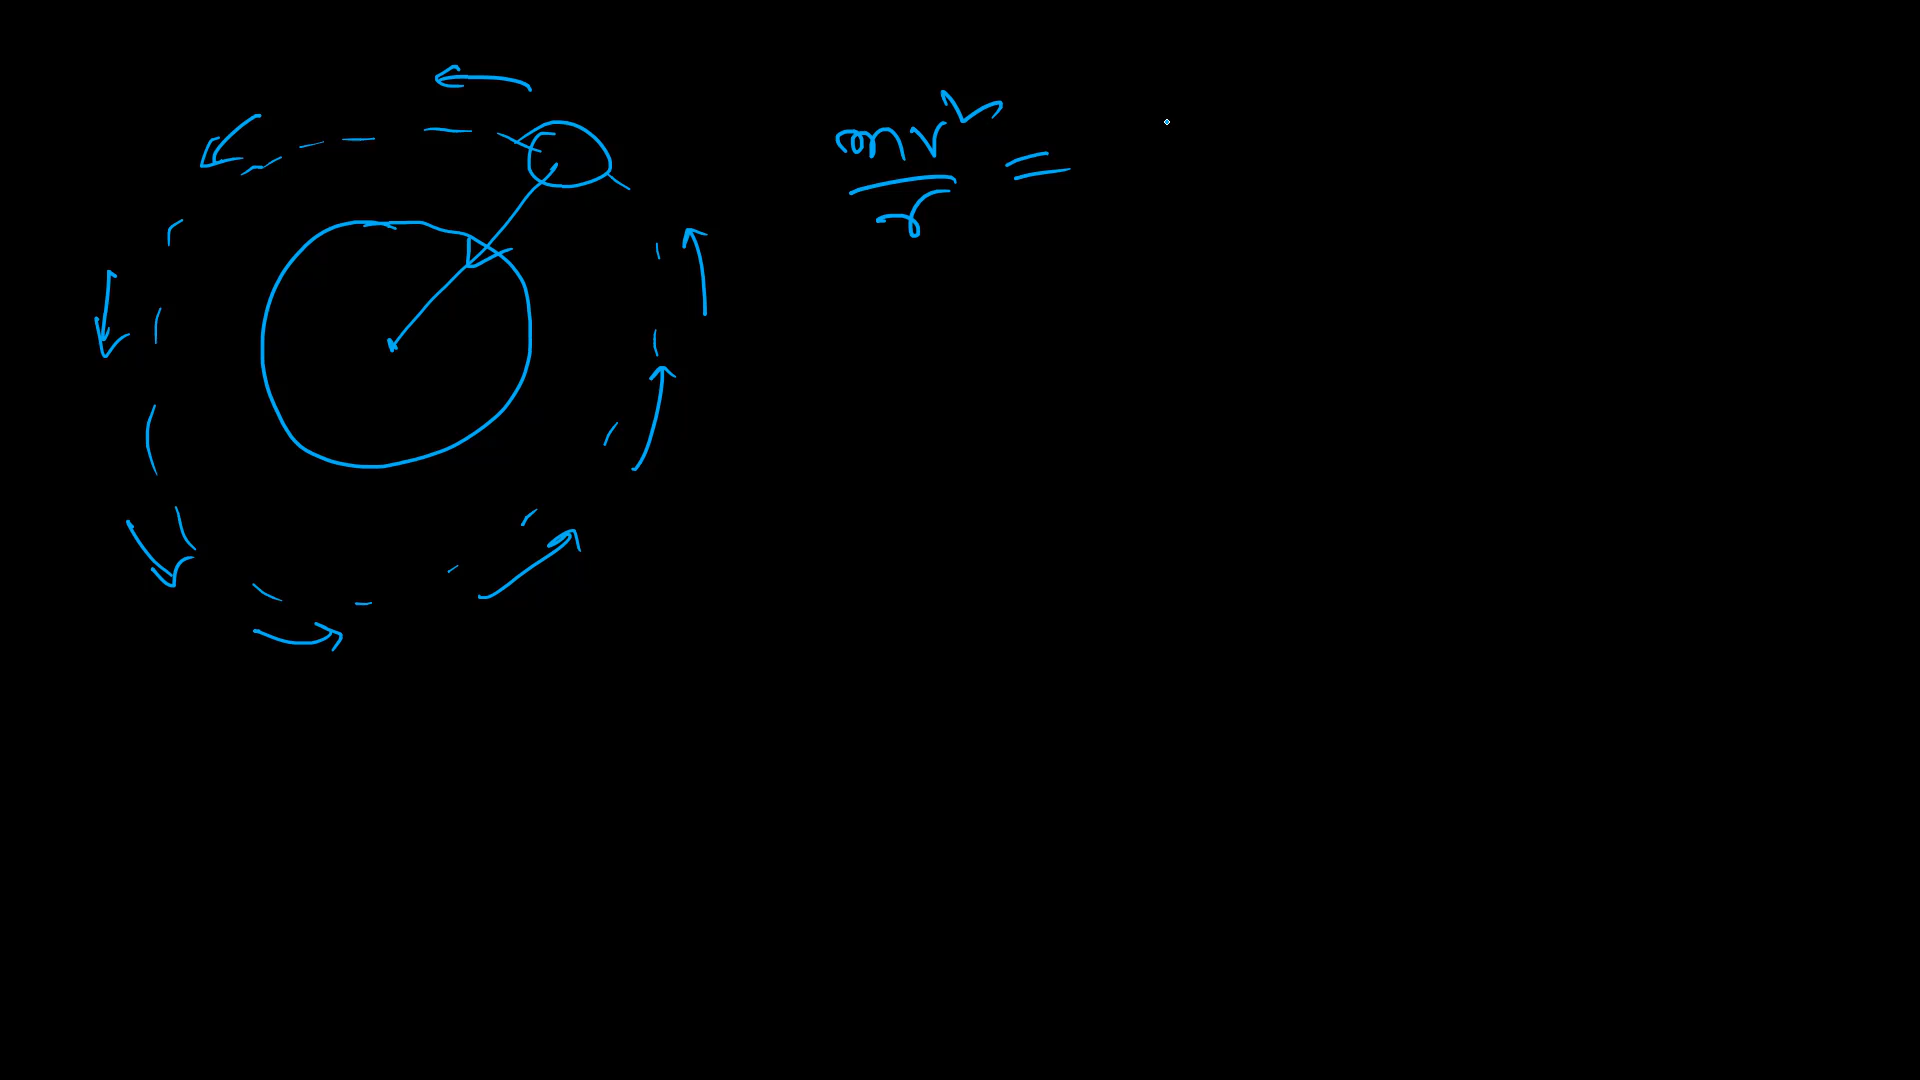 mv²/r =